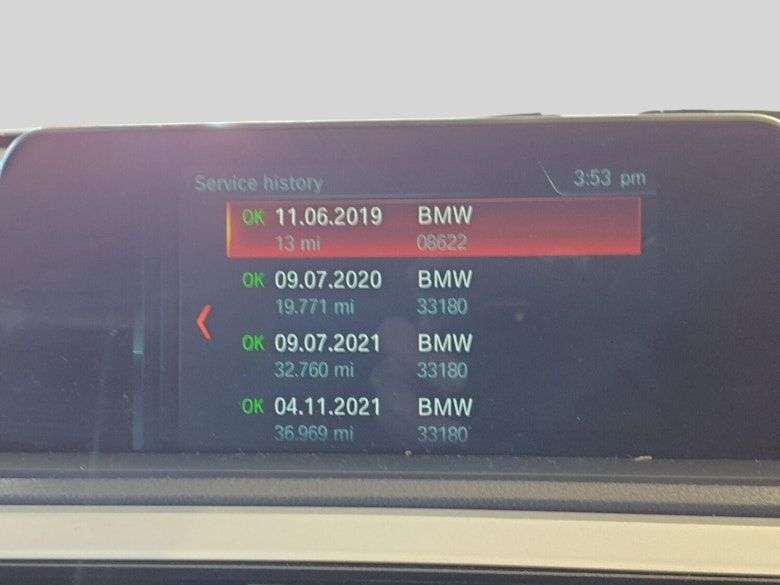 Service history 3:53 pm
OK 11.06.2019 BMW
13 mi 08622
OK 09.07.2020 BMW
19.771 mi 33180
OK 09.07.2021 BMW
32.760 mi 33180
OK 04.11.2021 BMW
36.969 mi 33180